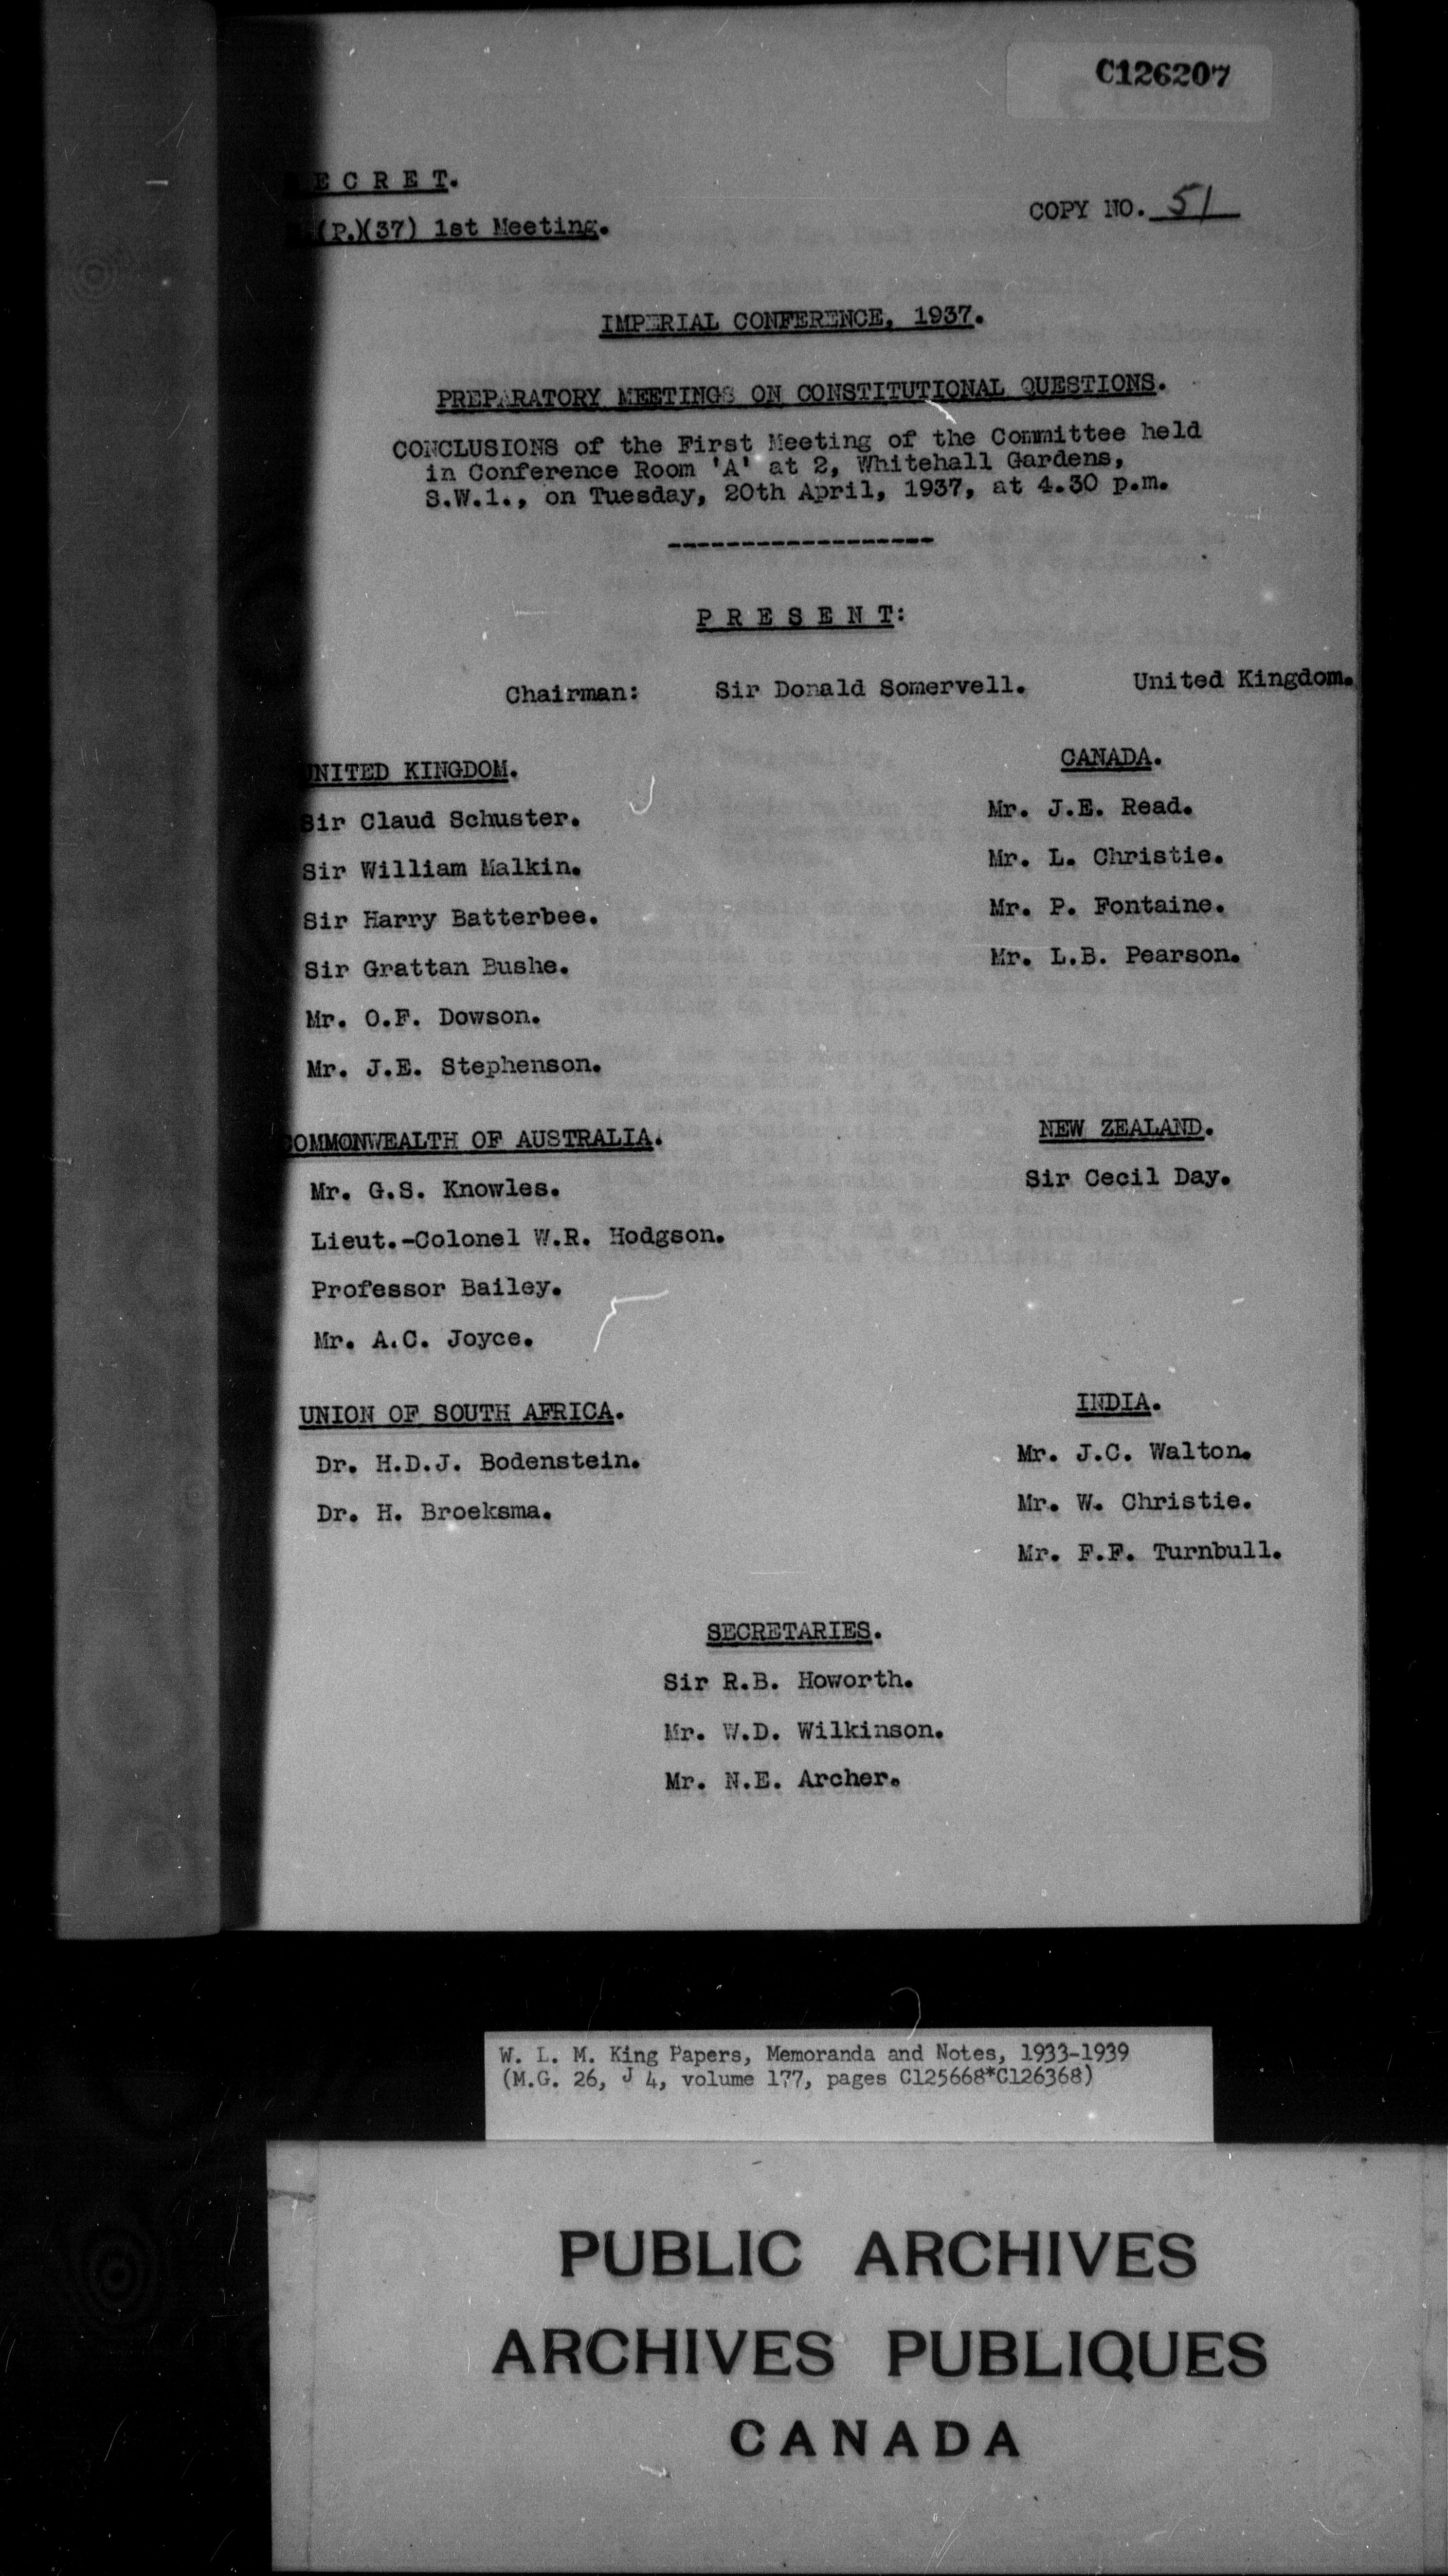 C126207
ECRET.
(P.)(37) 1st Meeting.
COPY NO. 51
IMPERIAL CONFERENCE, 1937.
PREPARATORY MEETINGS ON CONSTITUTIONAL QUESTIONS.
CONCLUSIONS of the First Meeting of the Committee held
in Conference Room 'A' at 2, Whitehall Gardens,
S.W.1., on Tuesday, 20th April, 1937, at 4.30 p.m.
------------------
PRESENT:
Chairman: Sir Donald Somervell. United Kingdom.
UNITED KINGDOM.
Sir Claud Schuster.
Sir William Malkin.
Sir Harry Batterbee.
Sir Grattan Bushe.
Mr. O.F. Dowson.
Mr. J.E. Stephenson.
CANADA.
Mr. J.E. Read.
Mr. L. Christie.
Mr. P. Fontaine.
Mr. L.B. Pearson.
COMMONWEALTH OF AUSTRALIA.
Mr. G.S. Knowles.
Lieut.-Colonel W.R. Hodgson.
Professor Bailey.
Mr. A.C. Joyce.
NEW ZEALAND.
Sir Cecil Day.
UNION OF SOUTH AFRICA.
Dr. H.D.J. Bodenstein.
Dr. H. Broeksma.
INDIA.
Mr. J.C. Walton.
Mr. W. Christie.
Mr. F.F. Turnbull.
SECRETARIES.
Sir R.B. Howorth.
Mr. W.D. Wilkinson.
Mr. N.E. Archer.
W. L. M. King Papers, Memoranda and Notes, 1933-1939
(M.G. 26, J 4, volume 177, pages C125668*C126368)
PUBLIC ARCHIVES
ARCHIVES PUBLIQUES
CANADA